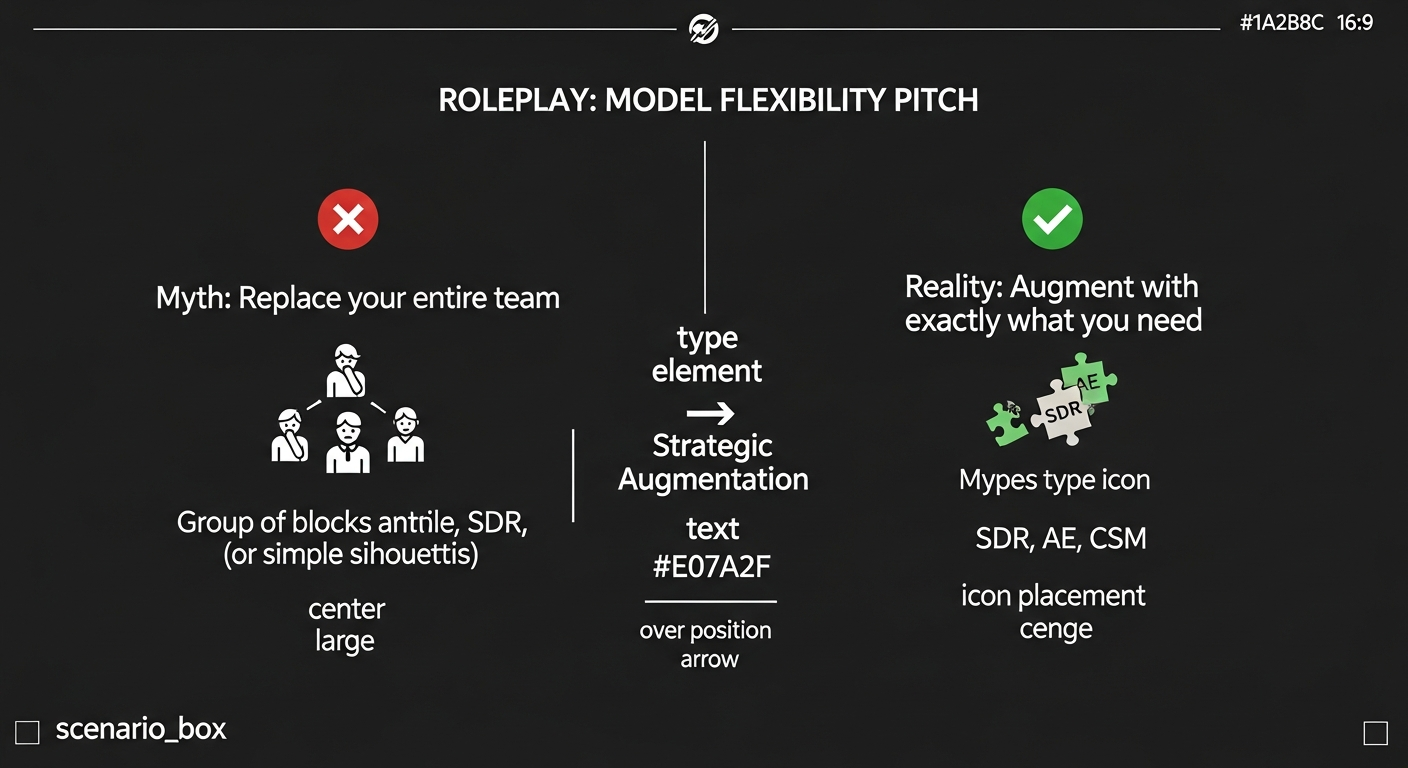 #1A2B8C 16:9
ROLEPLAY: MODEL FLEXIBILITY PITCH
Myth: Replace your entire team
Group of blocks antrile, SDR,
(or simple sihouettis)
center
large
type
element
Strategic
Augmentation
text
#E07A2F
over position
arrow
Reality: Augment with
exactly what you need
AE
SDR
Mypes type icon
SDR, AE, CSM
icon placement
cenge
scenario_box